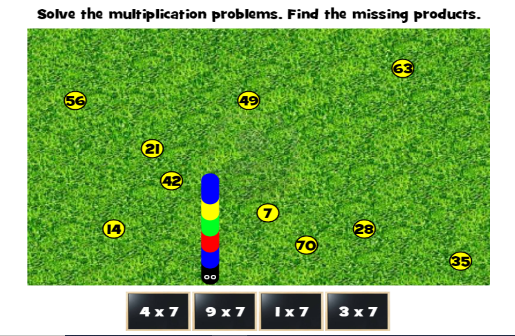 Solve the multiplication problems. Find the missing products.
63
56
49
21
42
7
14
28
70
35
4 x 7
9 x 7
1 x 7
3 x 7